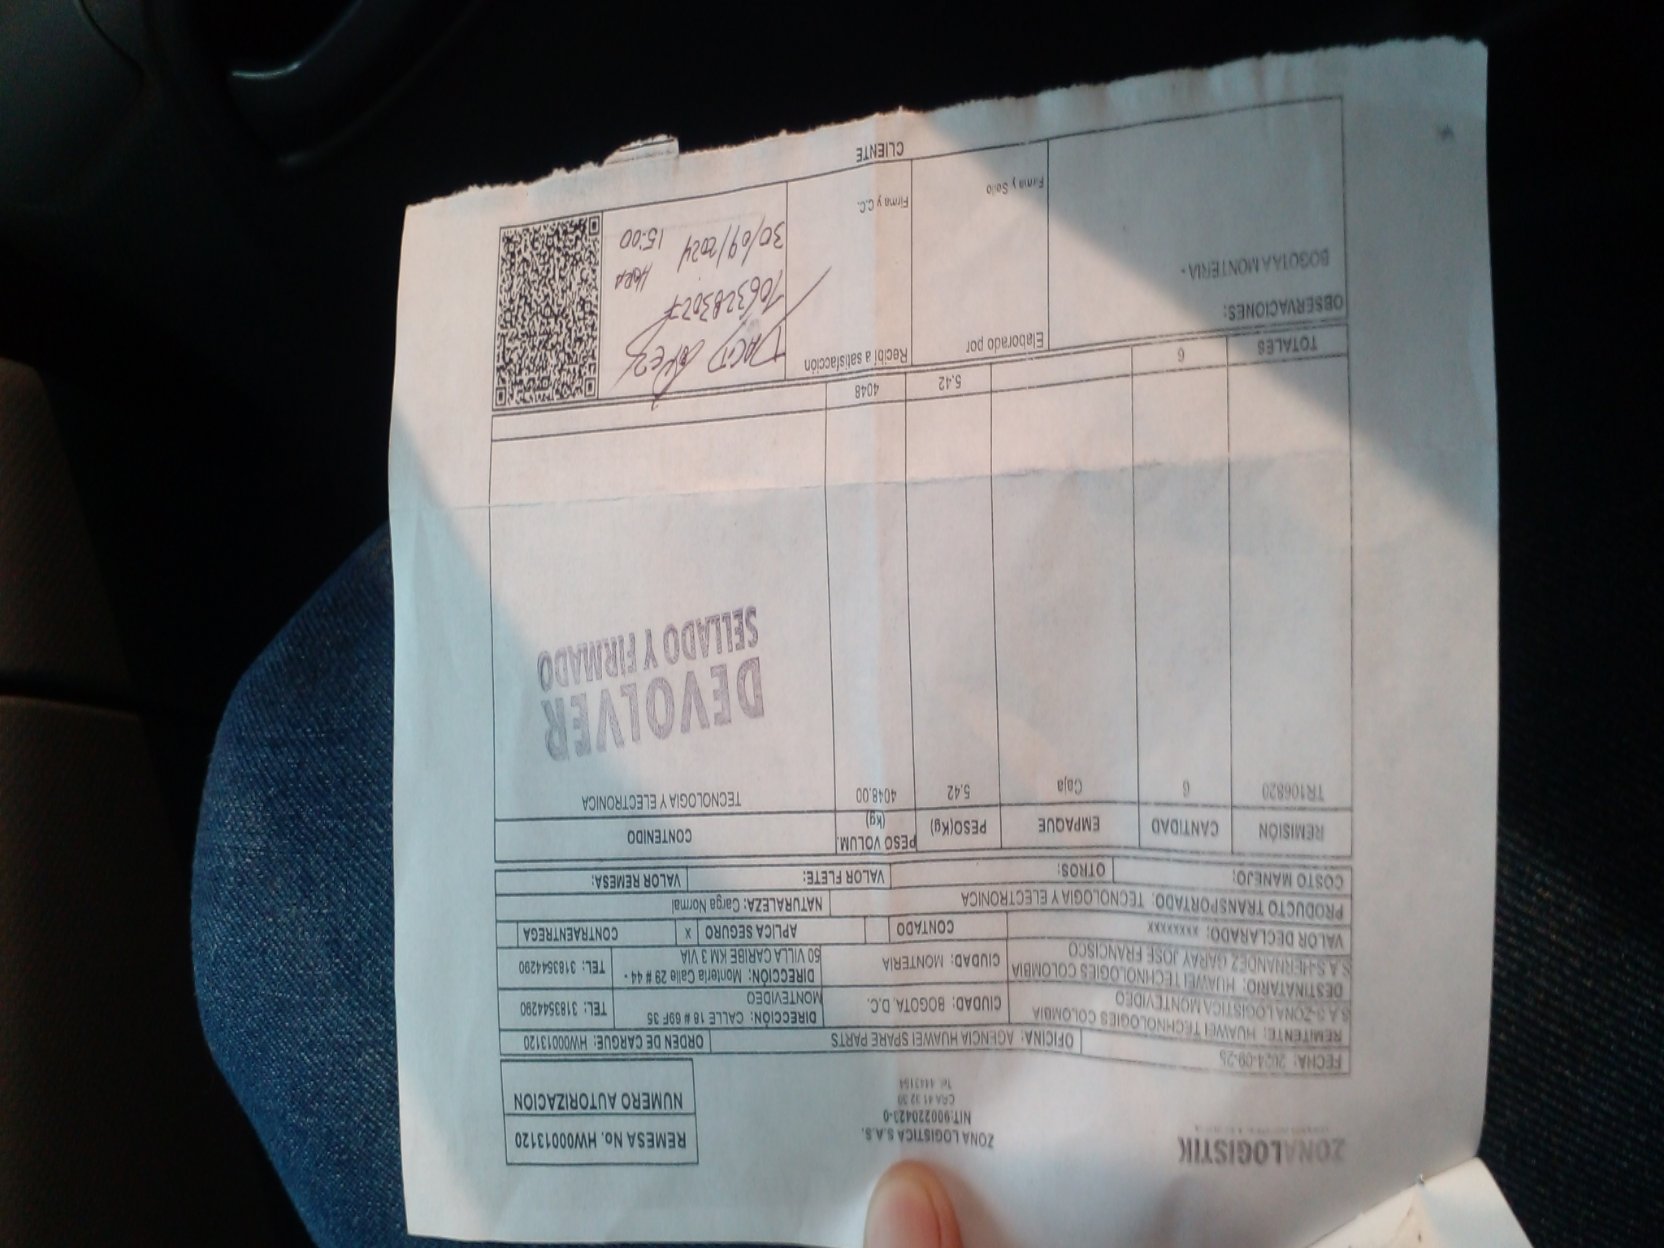 ZONALOGISTIK
ZONA LOGISTICA S.A.S.
NIT:900220423-0
CRA 41 32 30
Tel. 4443154
REMESA No. HW00013120
NUMERO AUTORIZACION
FECHA: 2024-09-25
OFICINA: AGENCIA HUAWEI SPARE PARTS
ORDEN DE CARGUE: HW00013120
REMITENTE: HUAWEI TECHNOLOGIES COLOMBIA
S.A.S-ZONA LOGISTICA MONTEVIDEO
CIUDAD: BOGOTA D.C.
DIRECCIÓN: CALLE 18 # 69F 35
MONTEVIDEO
TEL: 3183544290
DESTINATARIO: HUAWEI TECHNOLOGIES COLOMBIA
S.A.S-HERNANDEZ GARAY JOSE FRANCISCO
CIUDAD: MONTERIA
DIRECCIÓN: Montería Calle 29 # 44 -
50 VILLA CARIBE KM 3 VIA
TEL: 3183544290
VALOR DECLARADO: xxxxxxxx
CONTADO
APLICA SEGURO
X
CONTRAENTREGA
PRODUCTO TRANSPORTADO: TECNOLOGIA Y ELECTRONICA
NATURALEZA: Carga Normal
COSTO MANEJO:
OTROS:
VALOR FLETE:
VALOR REMESA:
REMISIÓN
CANTIDAD
EMPAQUE
PESO(Kg)
PESO VOLUM.
(kg)
CONTENIDO
TR106820
6
Caja
5.42
4048.00
TECNOLOGIA Y ELECTRONICA
DEVOLVER
SELLADO Y FIRMADO
TOTALES
6
5.42
4048
OBSERVACIONES:
BOGOTA A MONTERIA -
Elaborado por
Firma y Sello
Recibí a satisfacción
Firma y C.C.
1063283027
HORA
30/09/2024 15:00
CLIENTE